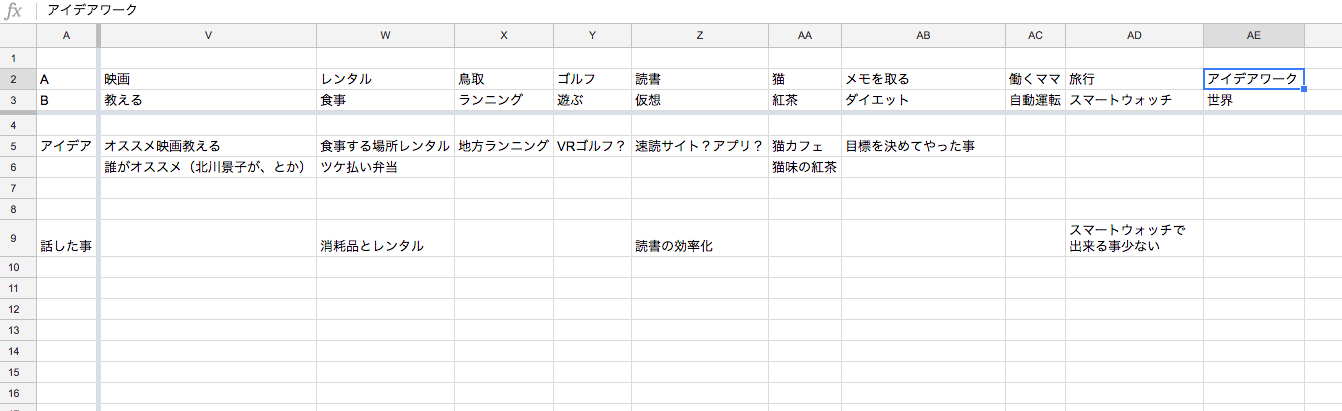 fx アイデアワーク
A V W X Y Z AA AB AC AD AE
1
2 A 映画 レンタル 鳥取 ゴルフ 読書 猫 メモを取る 働くママ 旅行 アイデアワーク
3 B 教える 食事 ランニング 遊ぶ 仮想 紅茶 ダイエット 自動運転 スマートウォッチ 世界
4
5 アイデア オススメ映画教える 食事する場所レンタル 地方ランニング VRゴルフ？ 速読サイト？アプリ？ 猫カフェ 目標を決めてやった事
6 誰がオススメ（北川景子が、とか） ツケ払い弁当 猫味の紅茶
7
8
スマートウォッチで
9 話した事 消耗品とレンタル 読書の効率化 出来る事少ない
10
11
12
13
14
15
16